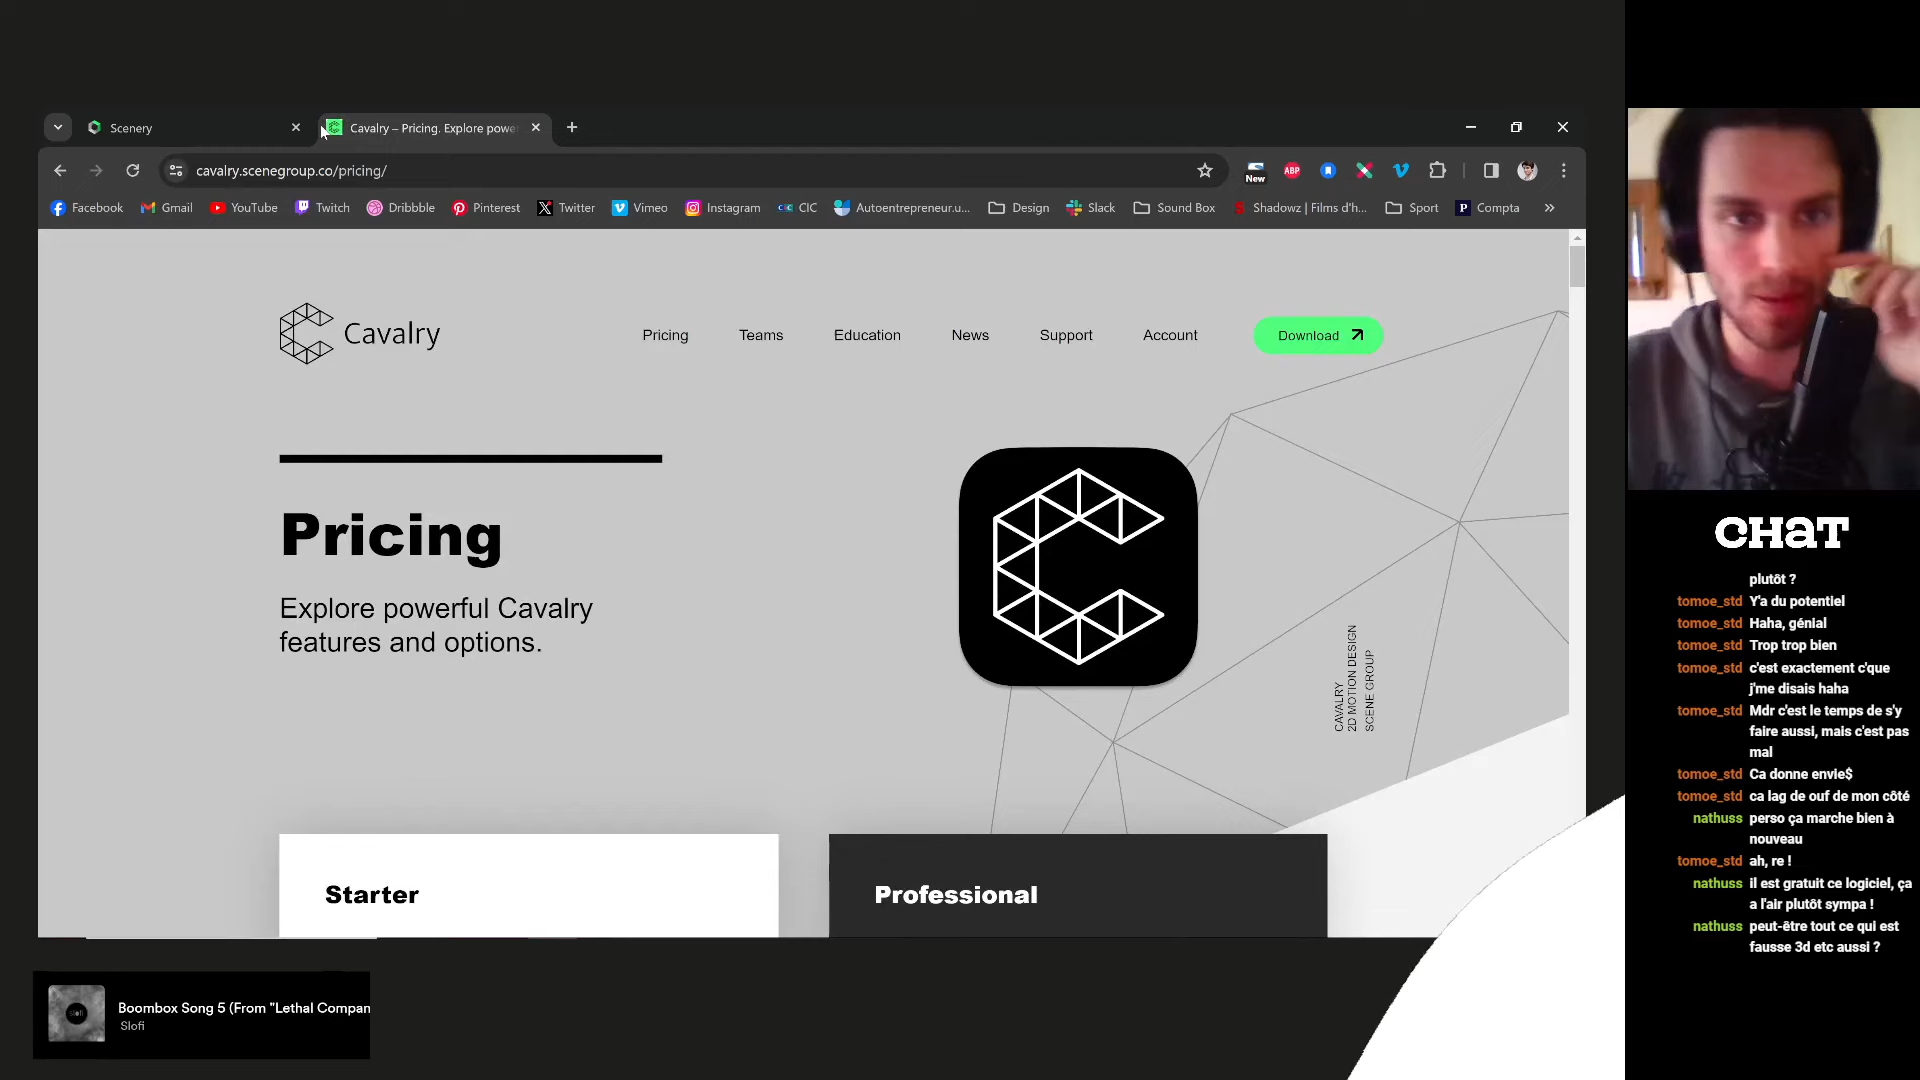 Scenery
Cavalry – Pricing. Explore powe
cavalry.scenegroup.co/pricing/
New
ABP
Facebook
Gmail
YouTube
Twitch
Dribbble
Pinterest
Twitter
Vimeo
Instagram
CIC
CIC
Autoentrepreneur.u...
Design
Slack
Sound Box
Shadowz | Films d'h...
Sport
P
Compta
Cavalry
Pricing
Teams
Education
News
Support
Account
Download
Pricing
Explore powerful Cavalry
features and options.
CAVALRY
2D MOTION DESIGN
SCENE GROUP
Starter
Professional
slofi
Boombox Song 5 (From "Lethal Compan
Slofi
CHAT
plutôt ?
tomoe_std Y'a du potentiel
tomoe_std Haha, génial
tomoe_std Trop trop bien
tomoe_std c'est exactement c'que
j'me disais haha
tomoe_std Mdr c'est le temps de s'y
faire aussi, mais c'est pas
mal
tomoe_std Ca donne envie$
tomoe_std ca lag de ouf de mon côté
nathuss perso ça marche bien à
nouveau
tomoe_std ah, re !
nathuss il est gratuit ce logiciel, ça
a l'air plutôt sympa !
nathuss peut-être tout ce qui est
fausse 3d etc aussi ?